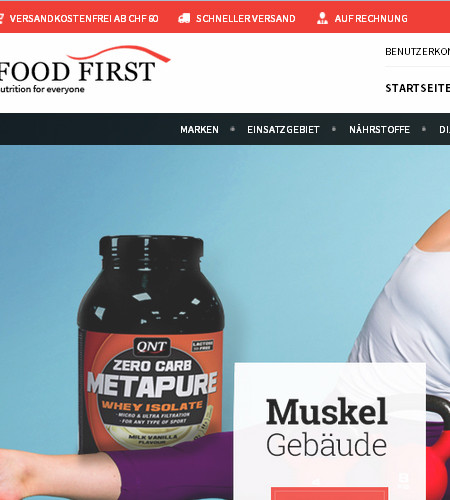 VERSANDKOSTENFREI AB CHF 60
SCHNELLER VERSAND
AUF RECHNUNG
FOOD FIRST
nutrition for everyone
BENUTZERKON
STARTSEITE
MARKEN
EINSATZGEBIET
NÄHRSTOFFE
DI
QNT
LACTOSE
FREE
ZERO CARB
METAPURE
WHEY ISOLATE
• MICRO & ULTRA FILTRATION
• FOR ANY TYPE OF SPORT
MILK VANILLA
FLAVOUR
Muskel
Gebäude